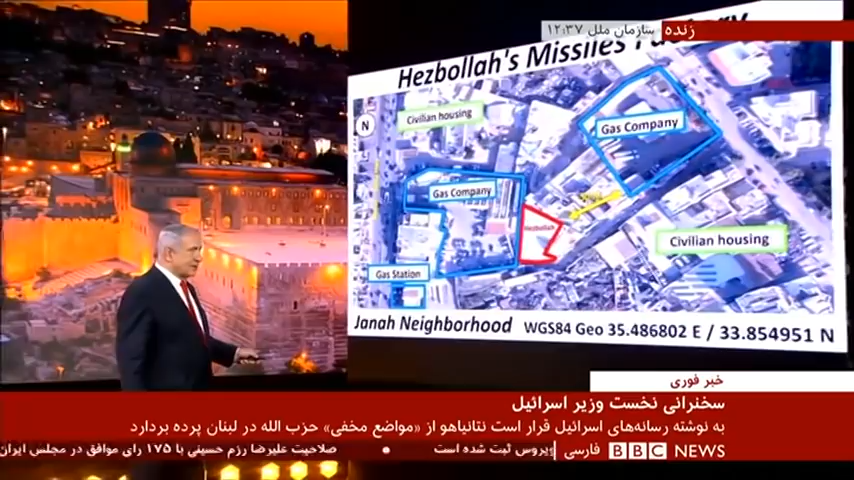 زنده
سازمان ملل ۱۲:۳۷
Hezbollah's Missiles Factory
N
Civilian housing
Gas Company
Gas Company
Hezbollah
Civilian housing
Gas Station
Janah Neighborhood WGS84 Geo 35.486802 E / 33.854951 N
خبر فوری
سخنرانی نخست وزیر اسرائیل
به نوشته رسانه‌های اسرائیل قرار است نتانیاهو از «مواضع مخفی» حزب الله در لبنان پرده بردارد
BBC NEWS فارسی
ویروس ثبت شده است • صلاحیت علیرضا رزم حسینی با ۱۷۵ رای موافق در مجلس ایران